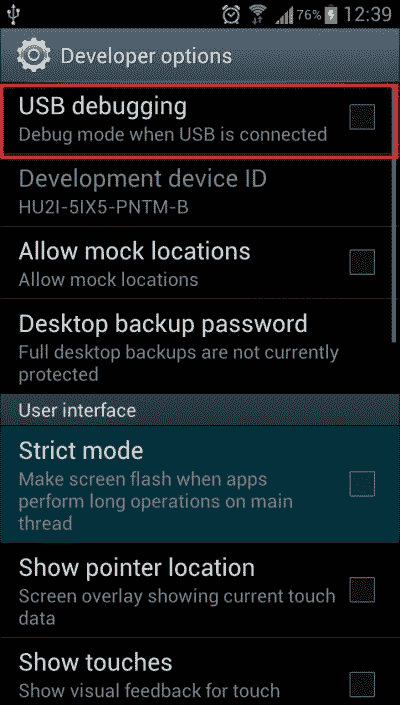 76% 12:39
Developer options
USB debugging
Debug mode when USB is connected
Development device ID
HU2I-5IX5-PNTM-B
Allow mock locations
Allow mock locations
Desktop backup password
Full desktop backups are not currently
protected
User interface
Strict mode
Make screen flash when apps
perform long operations on main
thread
Show pointer location
Screen overlay showing current touch
data
Show touches
Show visual feedback for touch